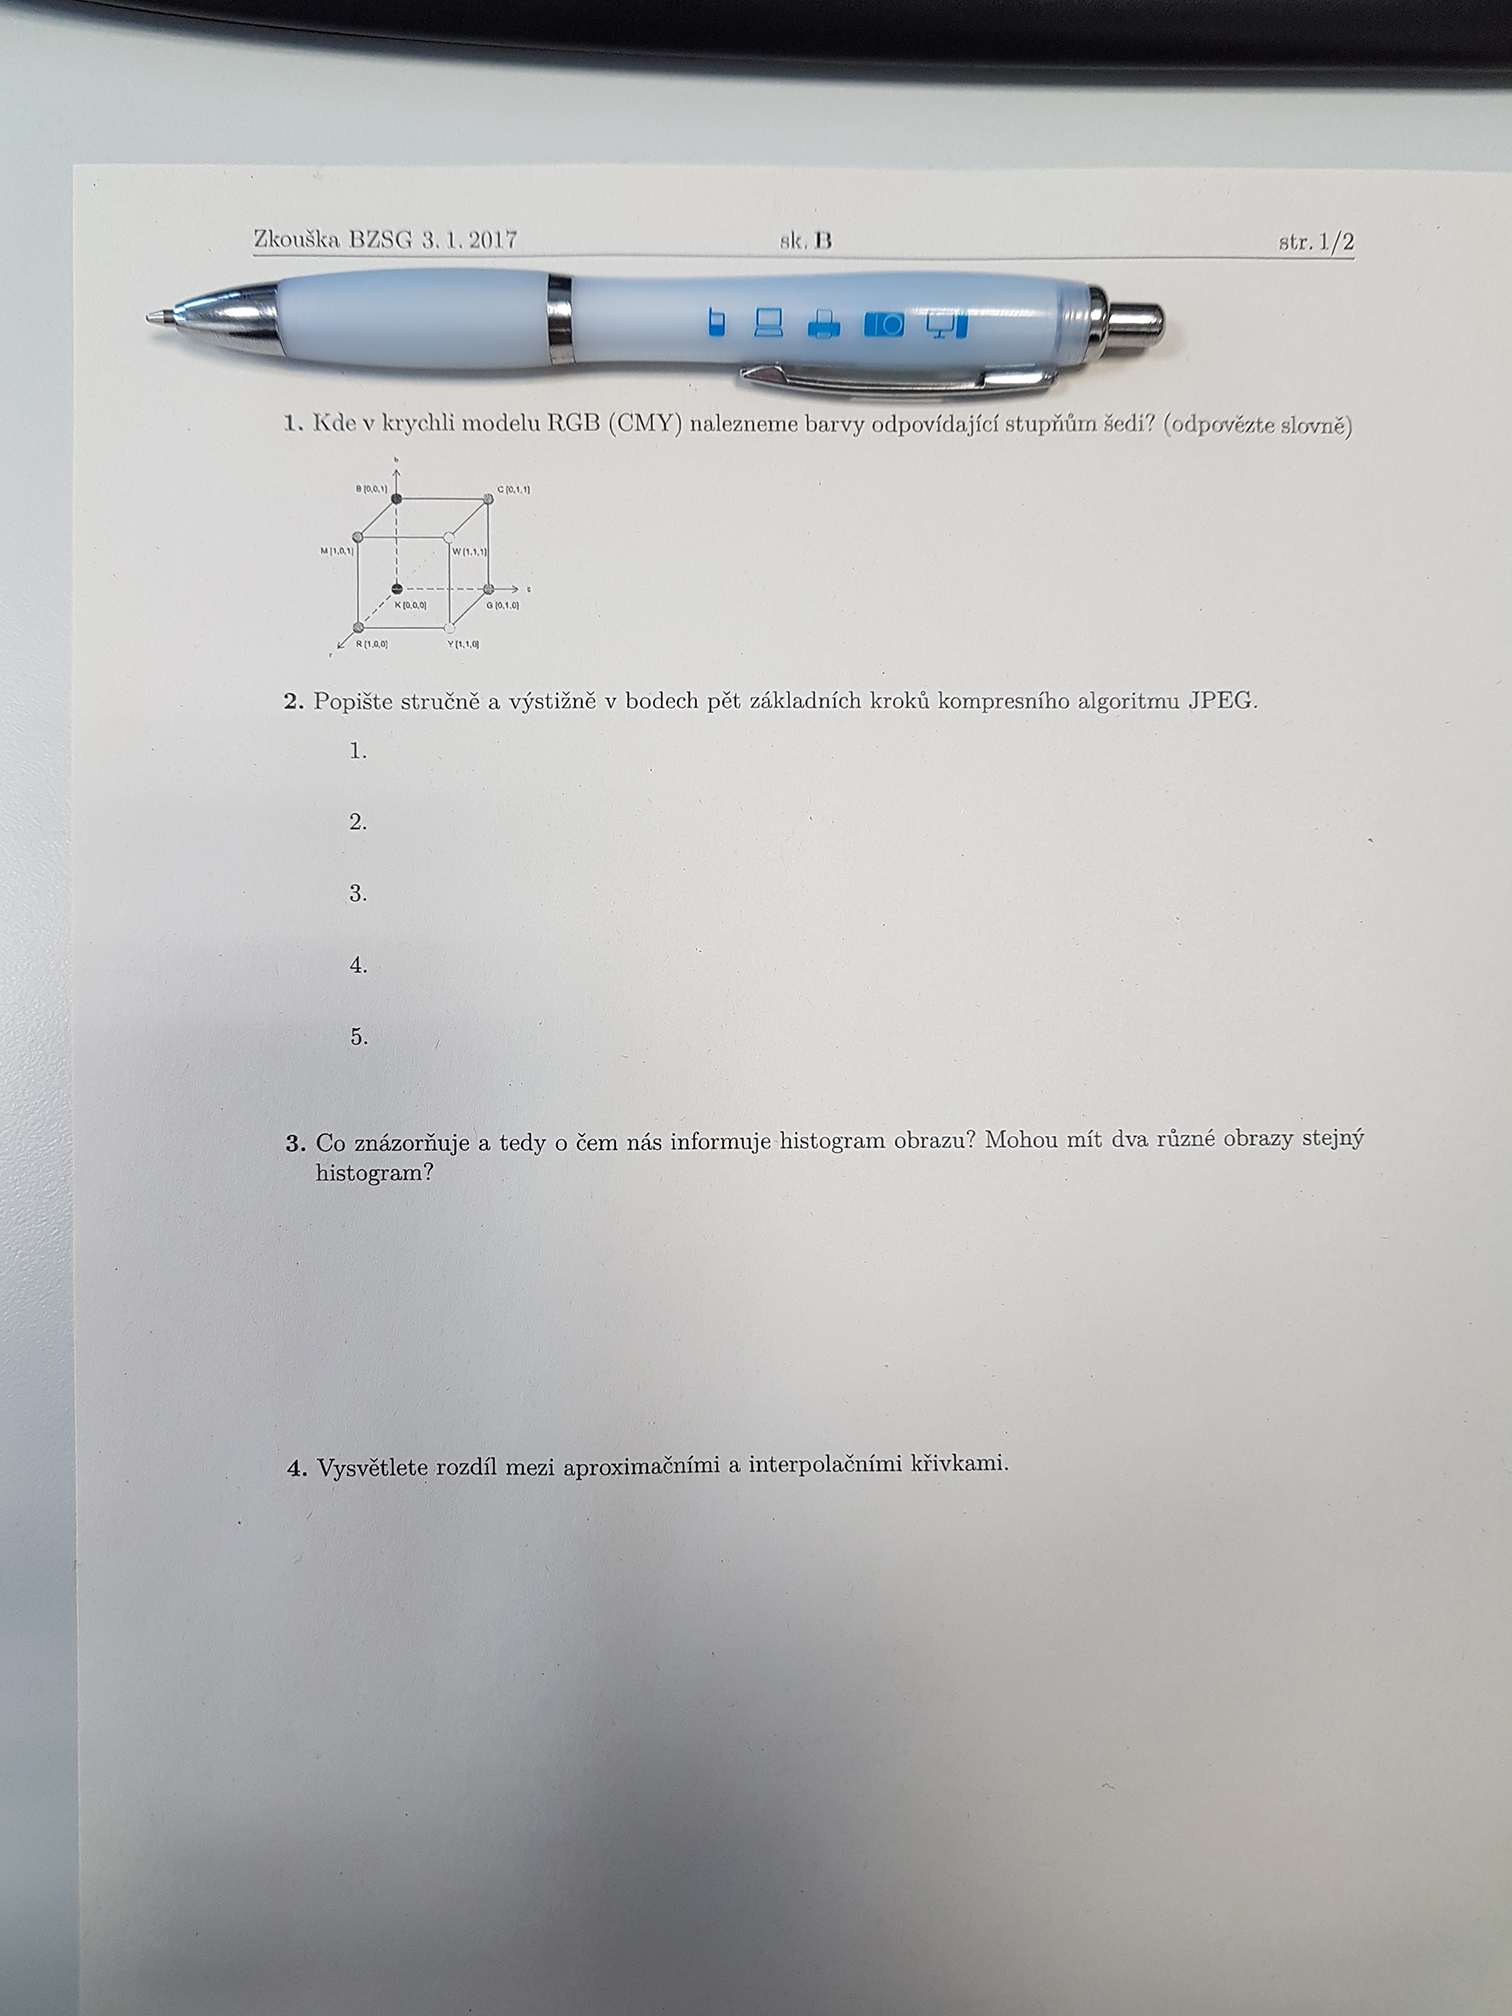 Zkouška BZSG 3. 1. 2017 sk. B str. 1/2
1. Kde v krychli modelu RGB (CMY) nalezneme barvy odpovídající stupňům šedi? (odpovězte slovně)
b
B [0,0,1] C [0,1,1]
M [1,0,1] W [1,1,1]
K [0,0,0] G [0,1,0]
R [1,0,0] Y [1,1,0]
r
2. Popište stručně a výstižně v bodech pět základních kroků kompresního algoritmu JPEG.
1.
2.
3.
4.
5.
3. Co znázorňuje a tedy o čem nás informuje histogram obrazu? Mohou mít dva různé obrazy stejný
histogram?
4. Vysvětlete rozdíl mezi aproximačními a interpolačními křivkami.